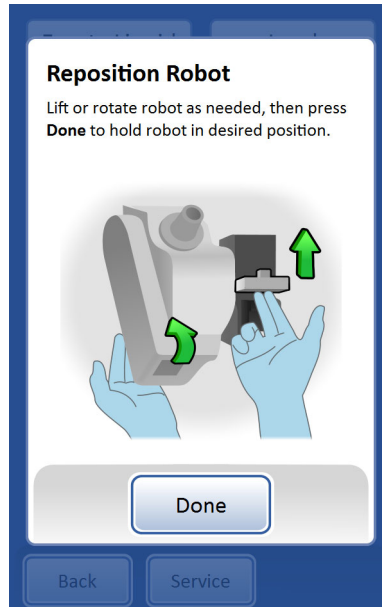 Reposition Robot
Lift or rotate robot as needed, then press
Done to hold robot in desired position.
Done
Back
Service